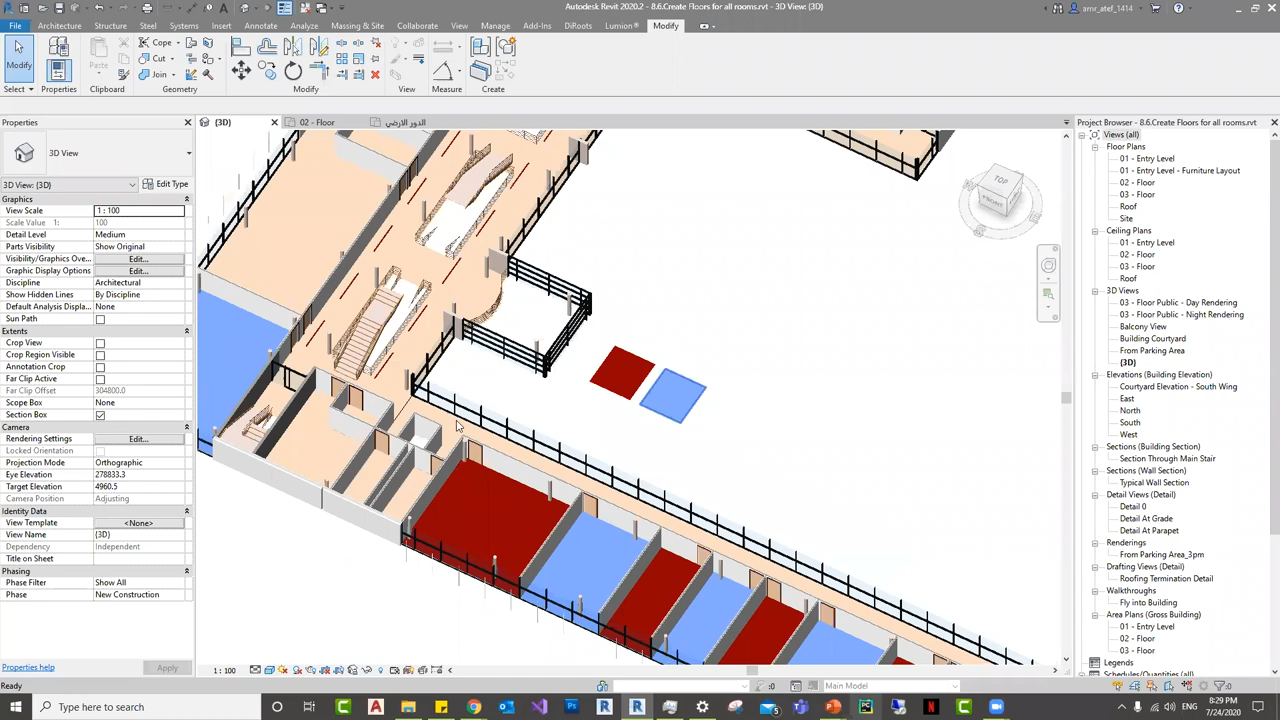 Autodesk Revit 2020.2 - 8.6.Create Floors for all rooms.rvt - 3D View: {3D}
amr_atef_1414
File Architecture Structure Steel Systems Insert Annotate Analyze Massing & Site Collaborate View Manage Add-Ins DiRoots Lumion® Modify
Modify
Paste
Cope
Cut
Join
Select Properties Clipboard Geometry Modify View Measure Create
Properties
{3D}
02 - Floor
الدور الارضي
Project Browser - 8.6.Create Floors for all rooms.rvt
3D View
3D View: {3D}
Edit Type
Graphics
View Scale 1 : 100
Scale Value 1: 100
Detail Level Medium
Parts Visibility Show Original
Visibility/Graphics Ove... Edit...
Graphic Display Options Edit...
Discipline Architectural
Show Hidden Lines By Discipline
Default Analysis Displa... None
Sun Path
Extents
Crop View
Crop Region Visible
Annotation Crop
Far Clip Active
Far Clip Offset 304800.0
Scope Box None
Section Box
Camera
Rendering Settings Edit...
Locked Orientation
Projection Mode Orthographic
Eye Elevation 278833.3
Target Elevation 4960.5
Camera Position Adjusting
Identity Data
View Template <None>
View Name {3D}
Dependency Independent
Title on Sheet
Phasing
Phase Filter Show All
Phase New Construction
Properties help
Apply
TOP
FRONT
Views (all)
Floor Plans
01 - Entry Level
01 - Entry Level - Furniture Layout
02 - Floor
03 - Floor
Roof
Site
Ceiling Plans
01 - Entry Level
02 - Floor
03 - Floor
Roof
3D Views
03 - Floor Public - Day Rendering
03 - Floor Public - Night Rendering
Balcony View
Building Courtyard
From Parking Area
{3D}
Elevations (Building Elevation)
Courtyard Elevation - South Wing
East
North
South
West
Sections (Building Section)
Section Through Main Stair
Sections (Wall Section)
Typical Wall Section
Detail Views (Detail)
Detail 0
Detail At Grade
Detail At Parapet
Renderings
From Parking Area_3pm
Drafting Views (Detail)
Roofing Termination Detail
Walkthroughs
Fly into Building
Area Plans (Gross Building)
01 - Entry Level
02 - Floor
03 - Floor
Legends
Schedules/Quantities (all)
1 : 100
Ready
:0
Main Model
:0
Type here to search
8:29 PM
7/24/2020